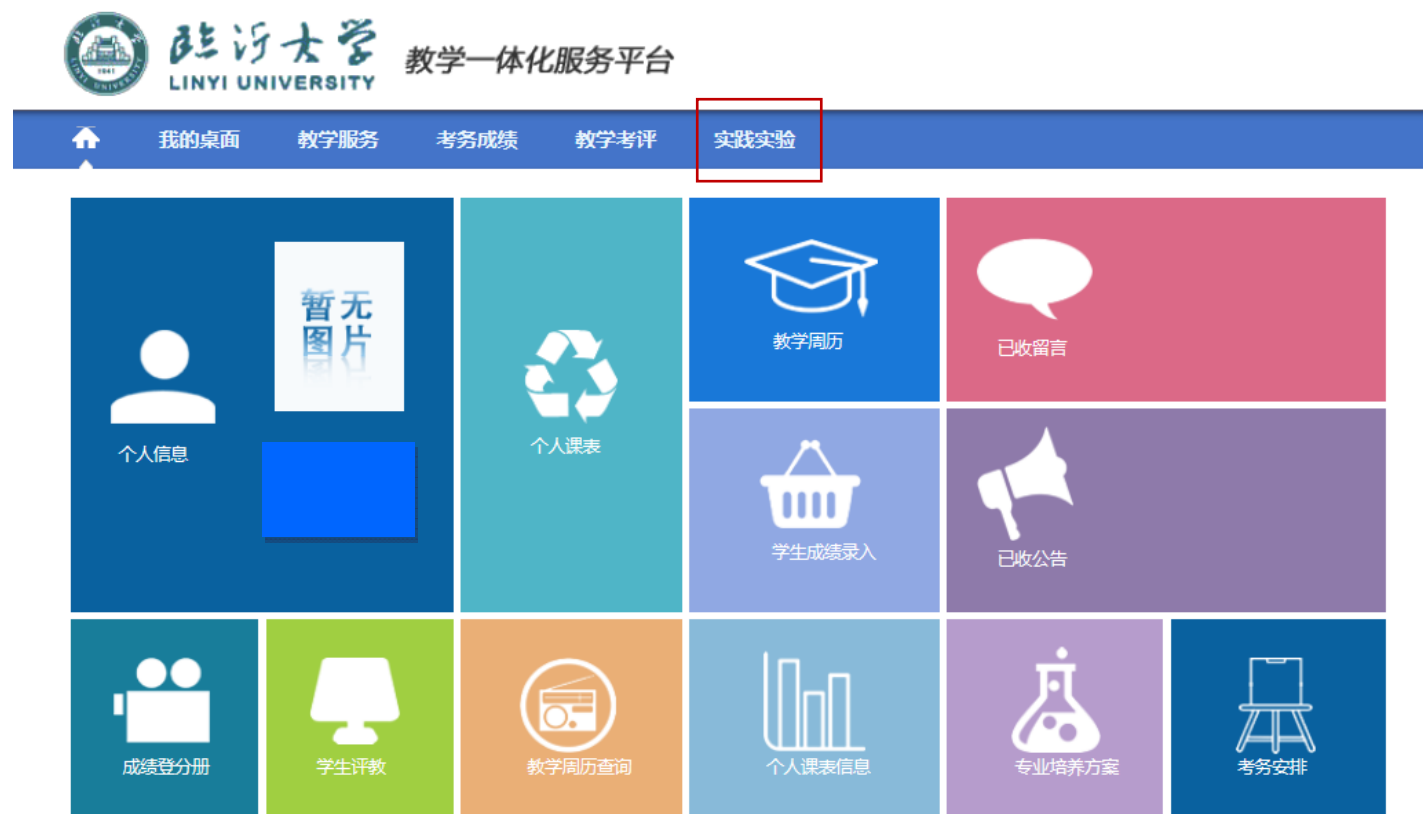 临沂大学
LINYI UNIVERSITY
教学一体化服务平台
我的桌面 教学服务 考务成绩 教学考评 实践实验
暂无
图片
个人信息
个人课表
教学周历
已收留言
学生成绩录入
已收公告
成绩登分册
学生评教
教学周历查询
个人课表信息
专业培养方案
考务安排